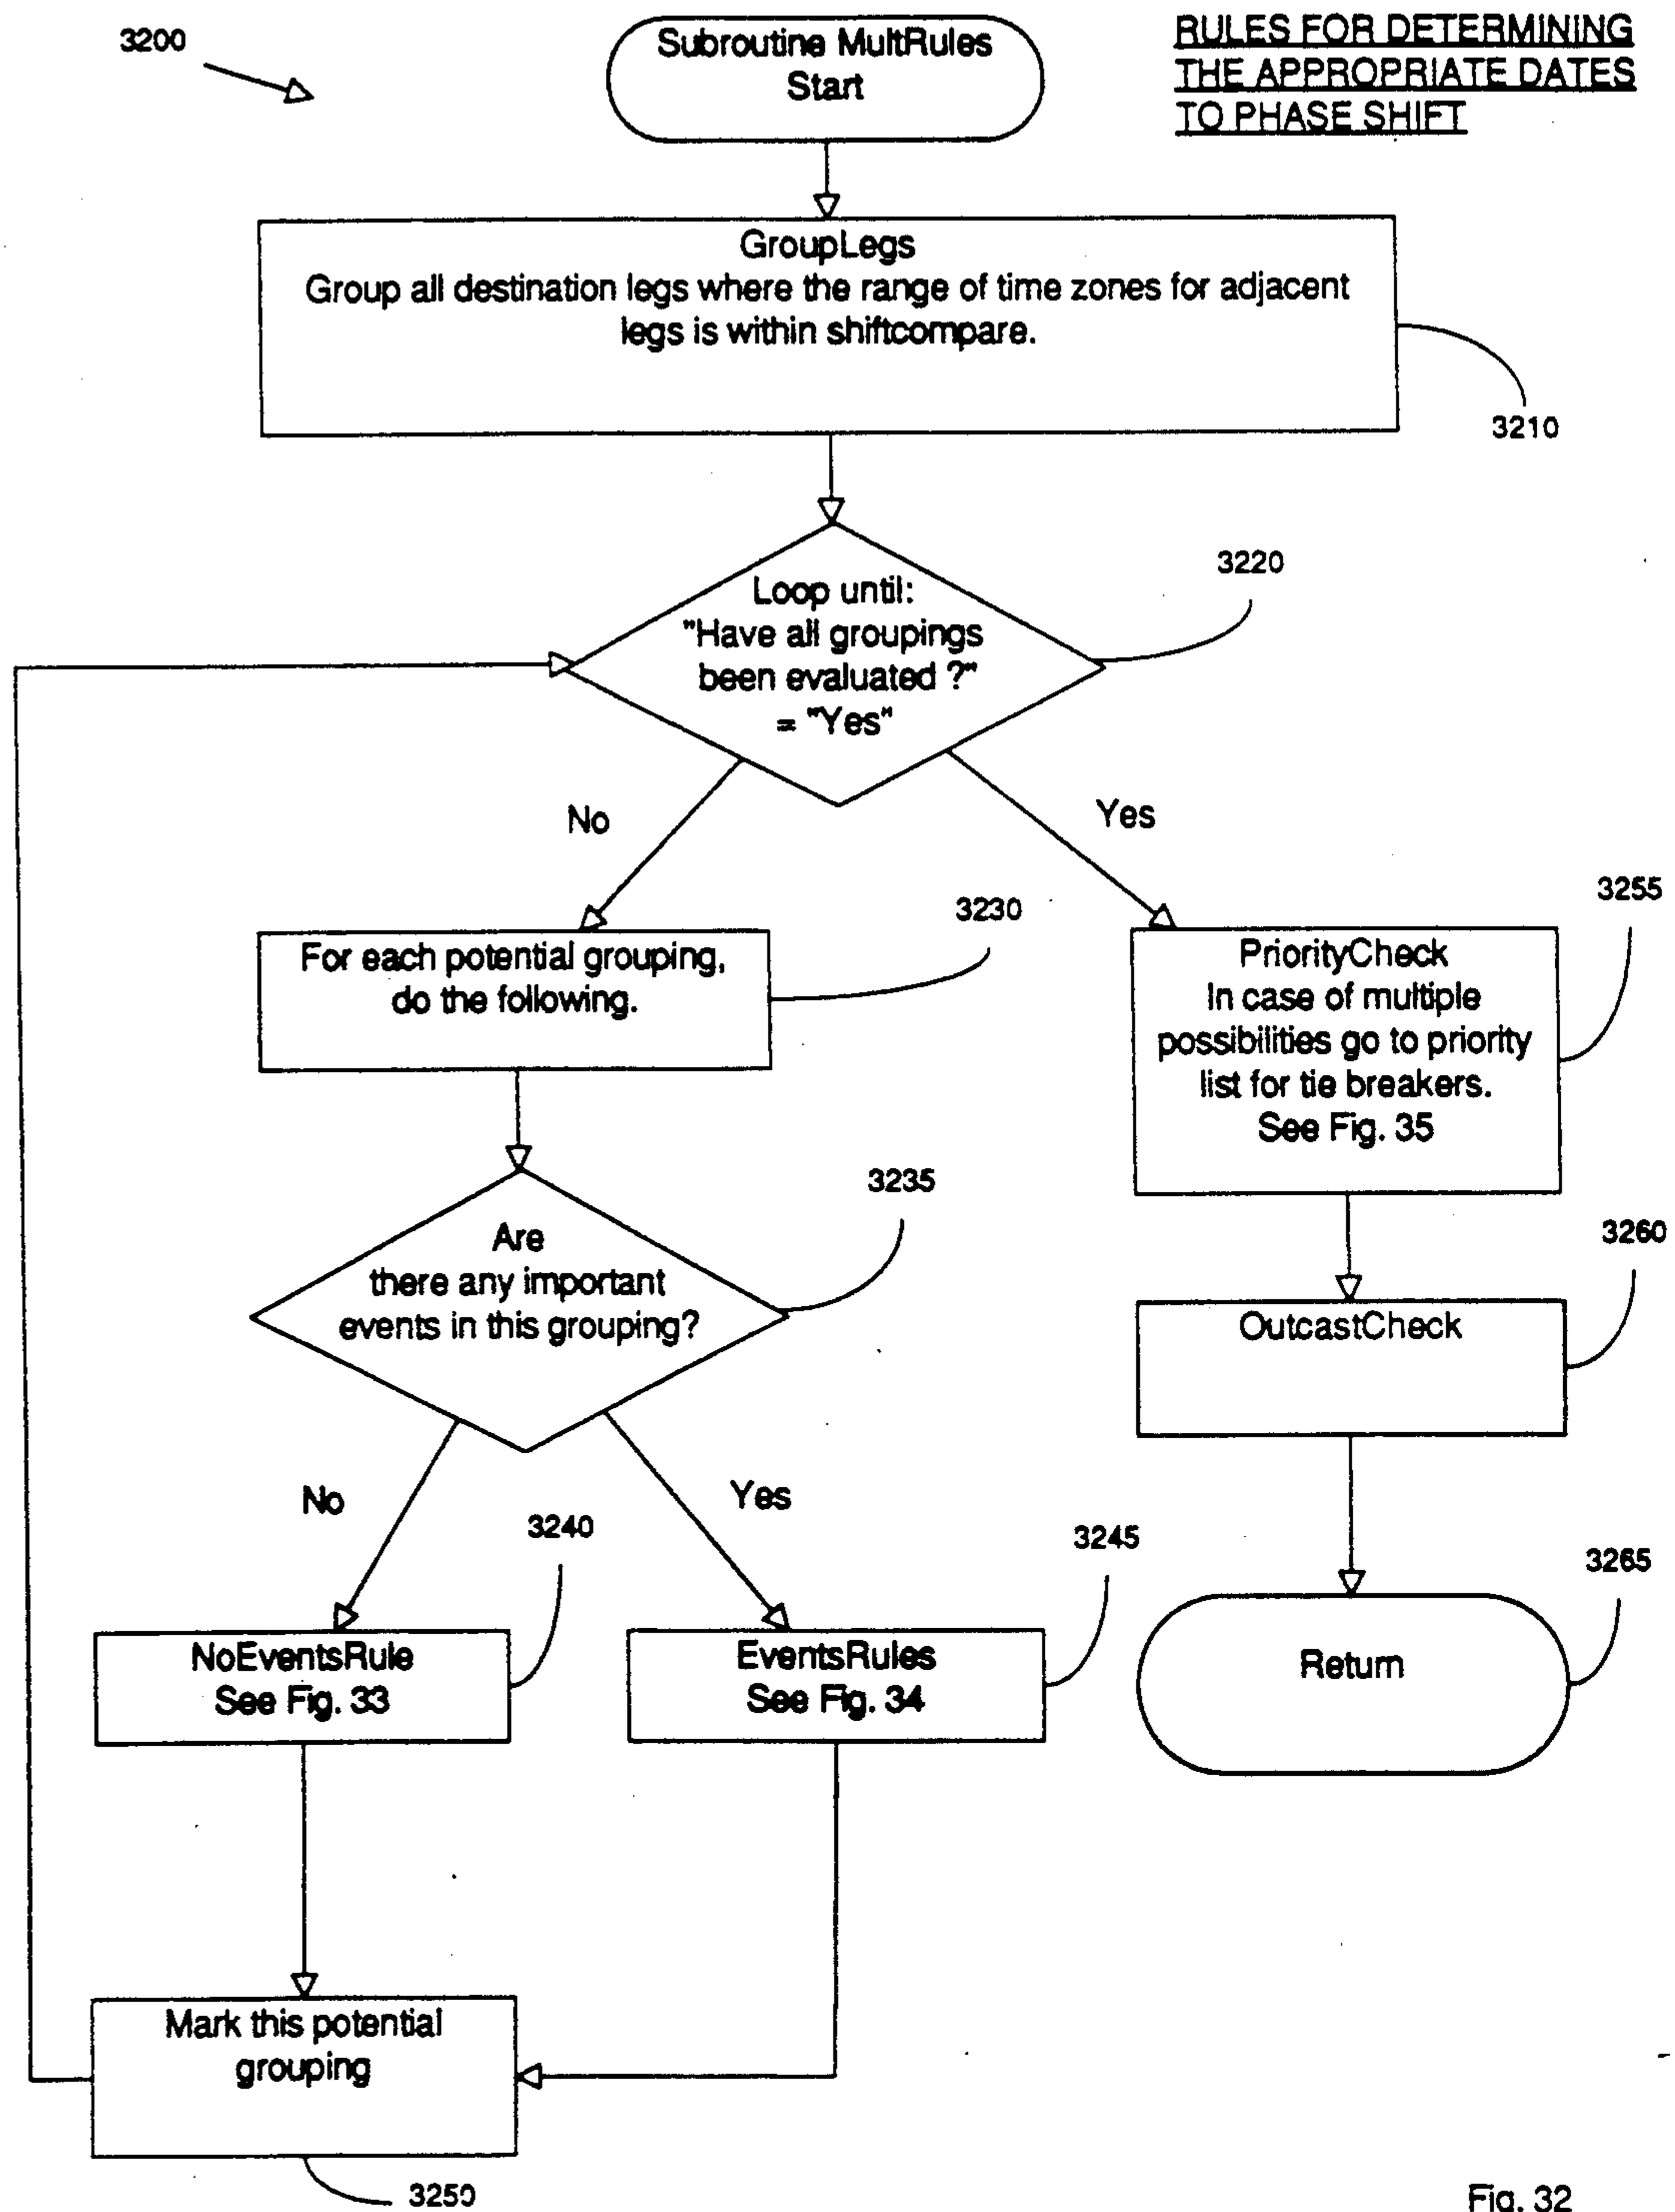 3200
Subroutine MultRules
Start
RULES FOR DETERMINING
THE APPROPRIATE DATES
TO PHASE SHIFT
GroupLegs
Group all destination legs where the range of time zones for adjacent
legs is within shiftcompare.
3210
Loop until:
"Have all groupings
been evaluated ?"
= "Yes"
3220
No
Yes
For each potential grouping,
do the following.
3230
PriorityCheck
In case of multiple
possibilities go to priority
list for tie breakers.
See Fig. 35
3255
Are
there any important
events in this grouping?
3235
OutcastCheck
3260
No
Yes
NoEventsRule
See Fig. 33
3240
EventsRules
See Fig. 34
3245
Return
3265
Mark this potential
grouping
3250
Fig. 32